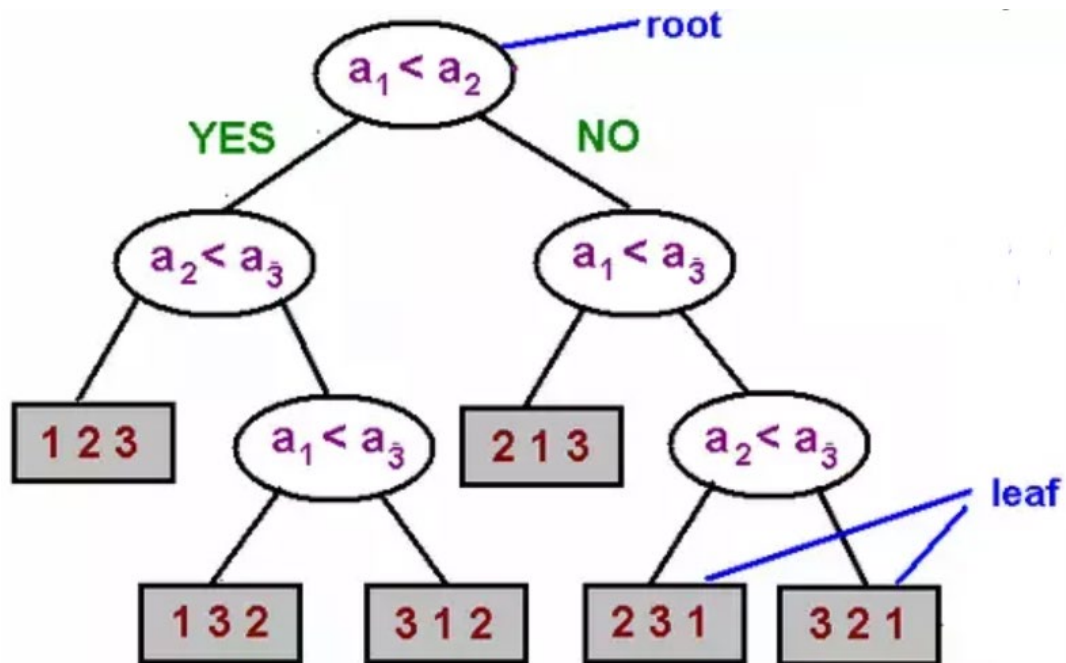 root
a₁ < a₂
YES
NO
a₂ < a₃
a₁ < a₃
1 2 3
a₁ < a₃
2 1 3
a₂ < a₃
leaf
1 3 2
3 1 2
2 3 1
3 2 1